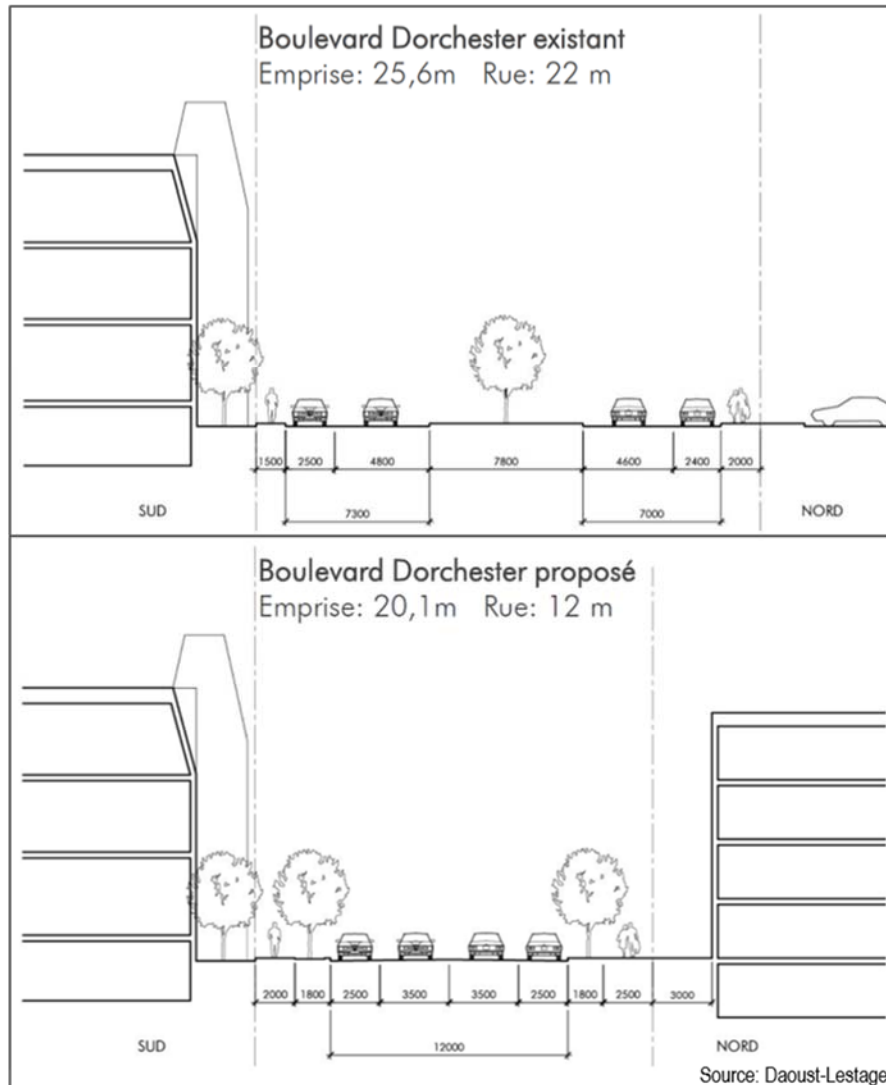 Boulevard Dorchester existant
Emprise: 25,6m Rue: 22 m
1500 2500 4800 7800 4600 2400 2000
SUD NORD
7300 7000
Boulevard Dorchester proposé
Emprise: 20,1m Rue: 12 m
2000 1800 2500 3500 3500 2500 1800 2500 3000
SUD NORD
12000
Source: Daoust-Lestage